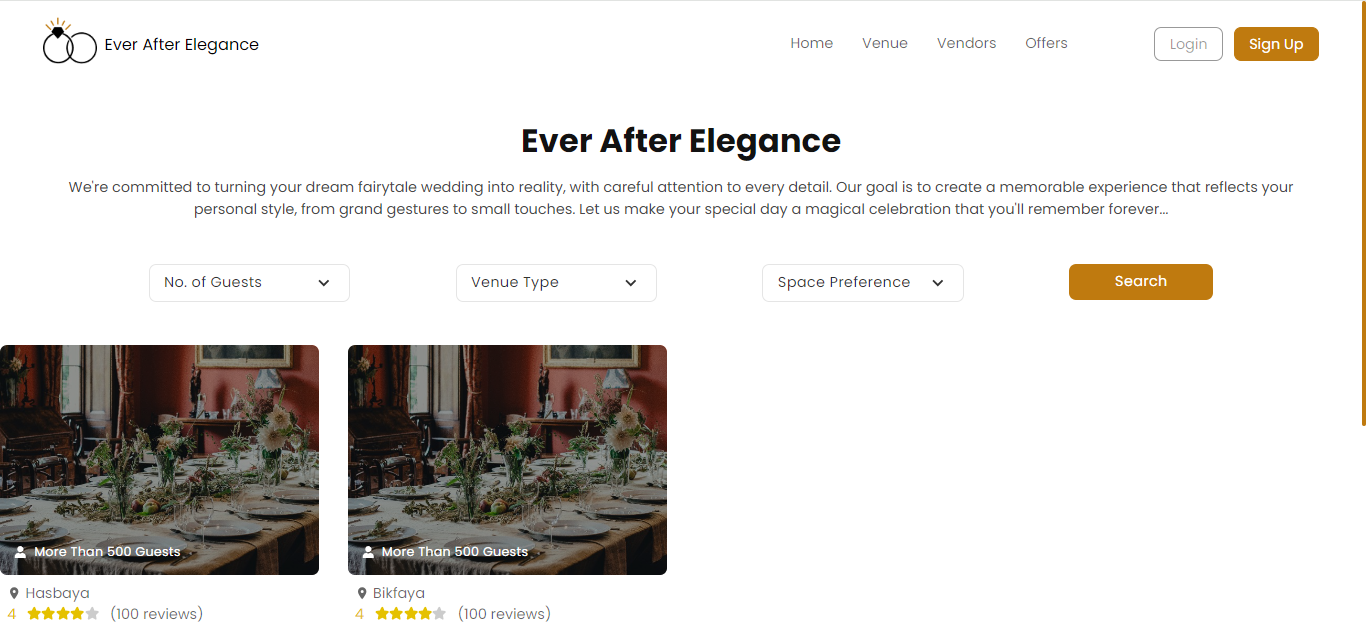 Ever After Elegance
Home Venue Vendors Offers Login Sign Up
Ever After Elegance
We're committed to turning your dream fairytale wedding into reality, with careful attention to every detail. Our goal is to create a memorable experience that reflects your
personal style, from grand gestures to small touches. Let us make your special day a magical celebration that you'll remember forever...
No. of Guests Venue Type Space Preference Search
More Than 500 Guests More Than 500 Guests
Hasbaya Bikfaya
4 (100 reviews) 4 (100 reviews)